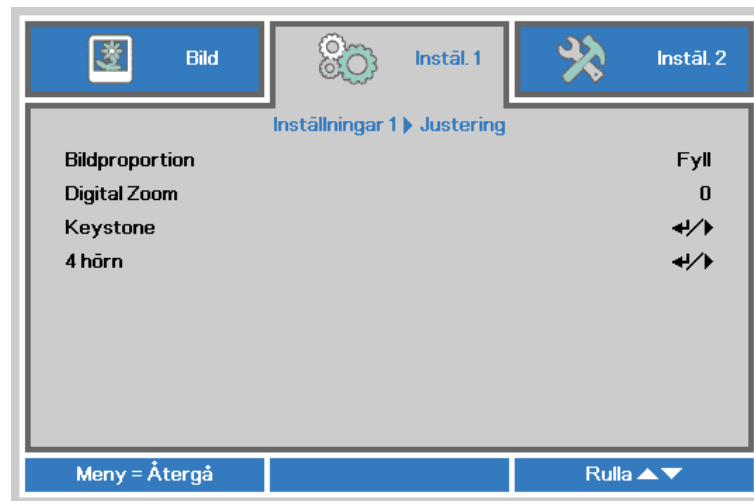 Bild
Instäl. 1
Instäl. 2
Inställningar 1 ▶ Justering
Bildproportion Fyll
Digital Zoom 0
Keystone ↵/▶
4 hörn ↵/▶
Meny = Återgå
Rulla ▲▼